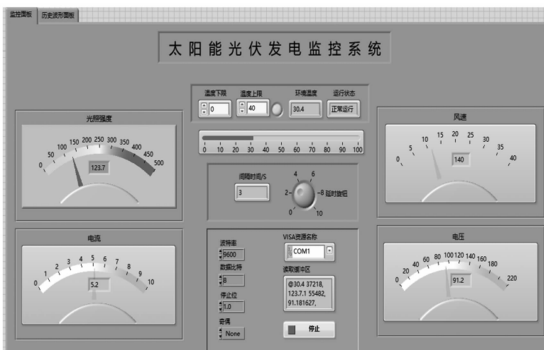 监控面板 历史波形面板
太阳能光伏发电监控系统
温度下限 温度上限 环境温度 运行状态
0 40 30.4 正常运行
0 10 20 30 40 50 60 70 80 90 100
光照强度
0 50 100 150 200 250 300 350 400 450 500
123.7
间隔时间/S
3
0 2 4 6 8 10
延时旋钮
风速
0 5 10 15 20 25 30 35 40
140
电流
0 1 2 3 4 5 6 7 8 9 10
5.2
波特率
9600
数据比特
8
停止位
1.0
奇偶
None
VISA资源名称
COM1
读取缓冲区
@30.4 37218,
123.7.1 55482,
91.181627,
停止
电压
0 20 40 60 80 100 120 140 160 180 220
91.2